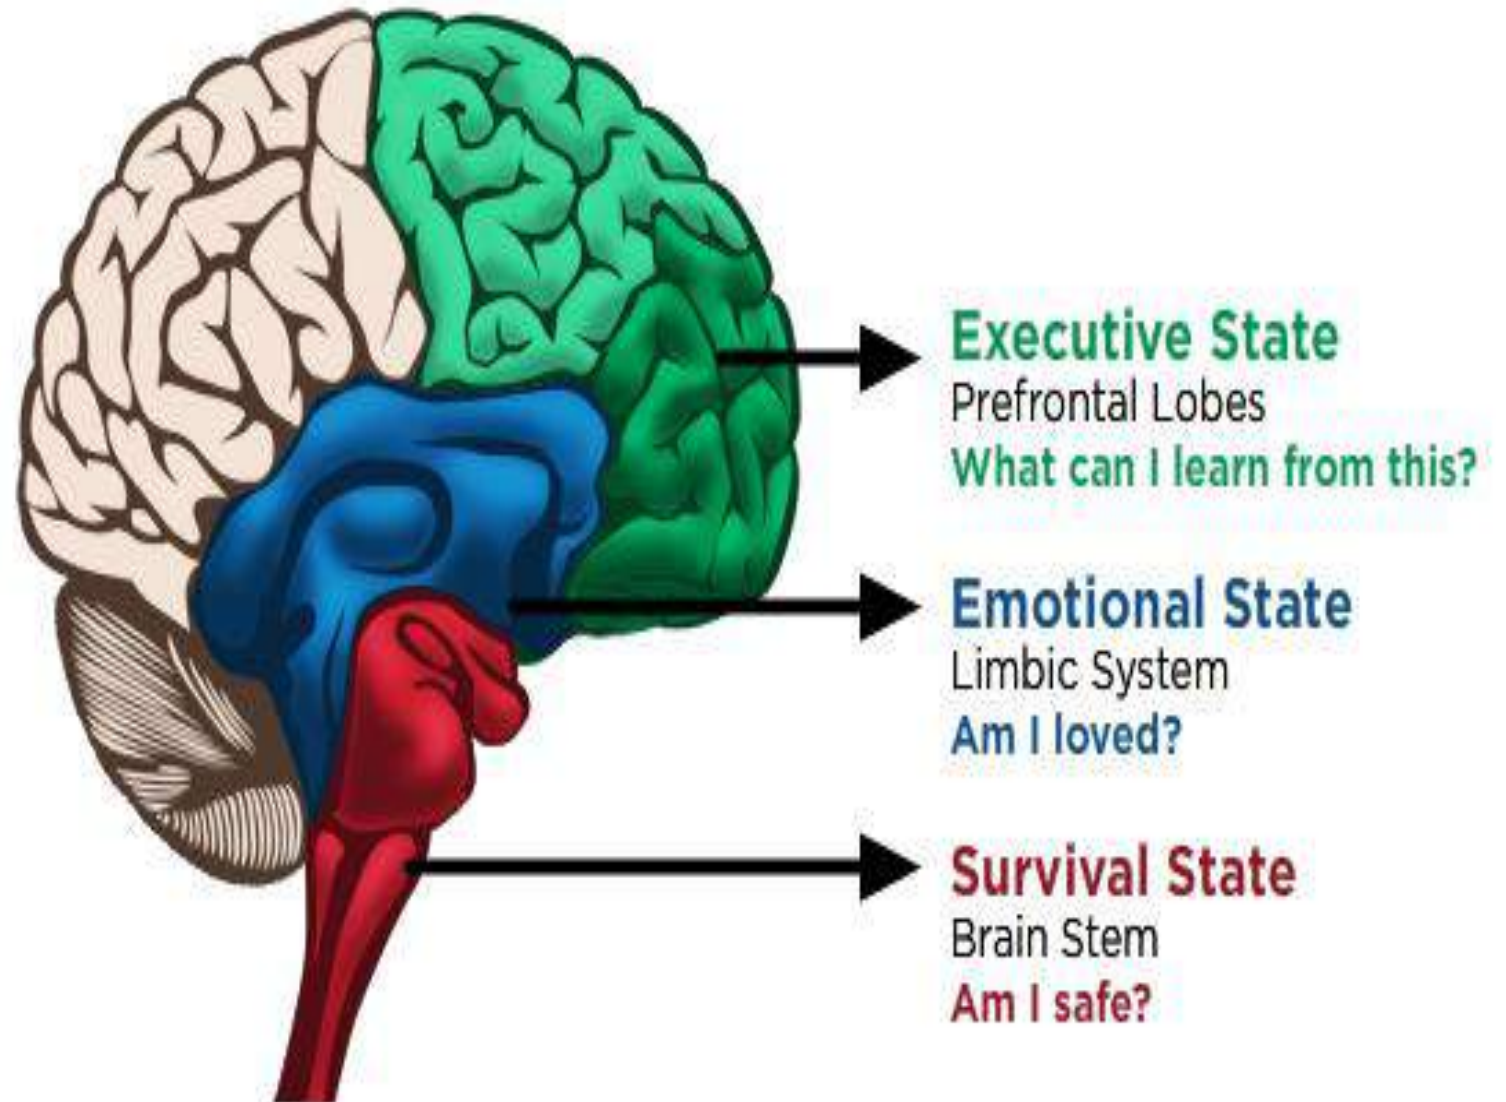 Executive State
Prefrontal Lobes
What can I learn from this?
Emotional State
Limbic System
Am I loved?
Survival State
Brain Stem
Am I safe?